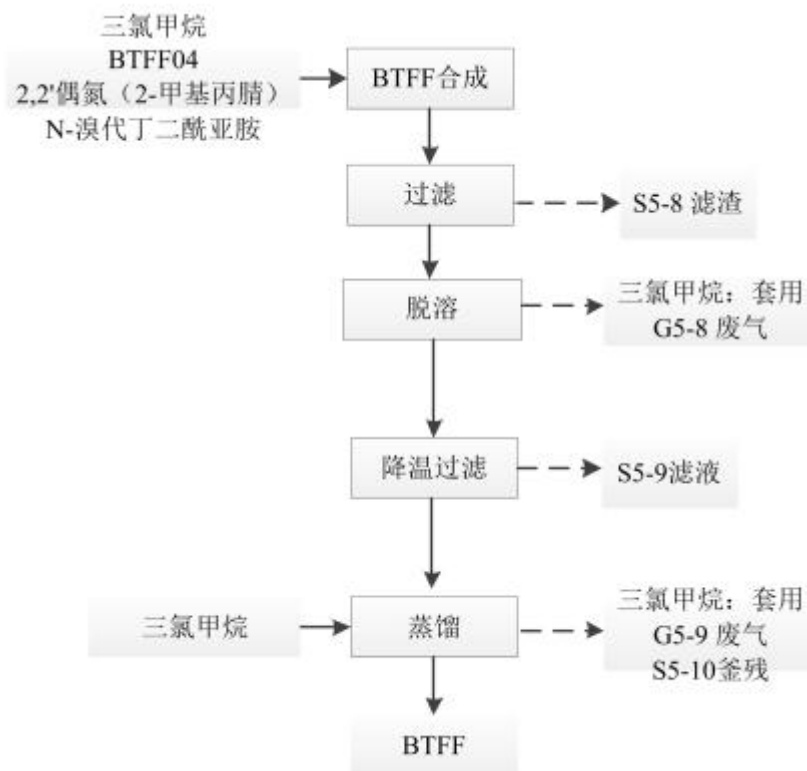 三氯甲烷
BTFF04
2,2'偶氮（2-甲基丙腈）
N-溴代丁二酰亚胺
BTFF合成
过滤
S5-8 滤渣
脱溶
三氯甲烷：套用
G5-8 废气
降温过滤
S5-9滤液
三氯甲烷
蒸馏
三氯甲烷：套用
G5-9 废气
S5-10釜残
BTFF